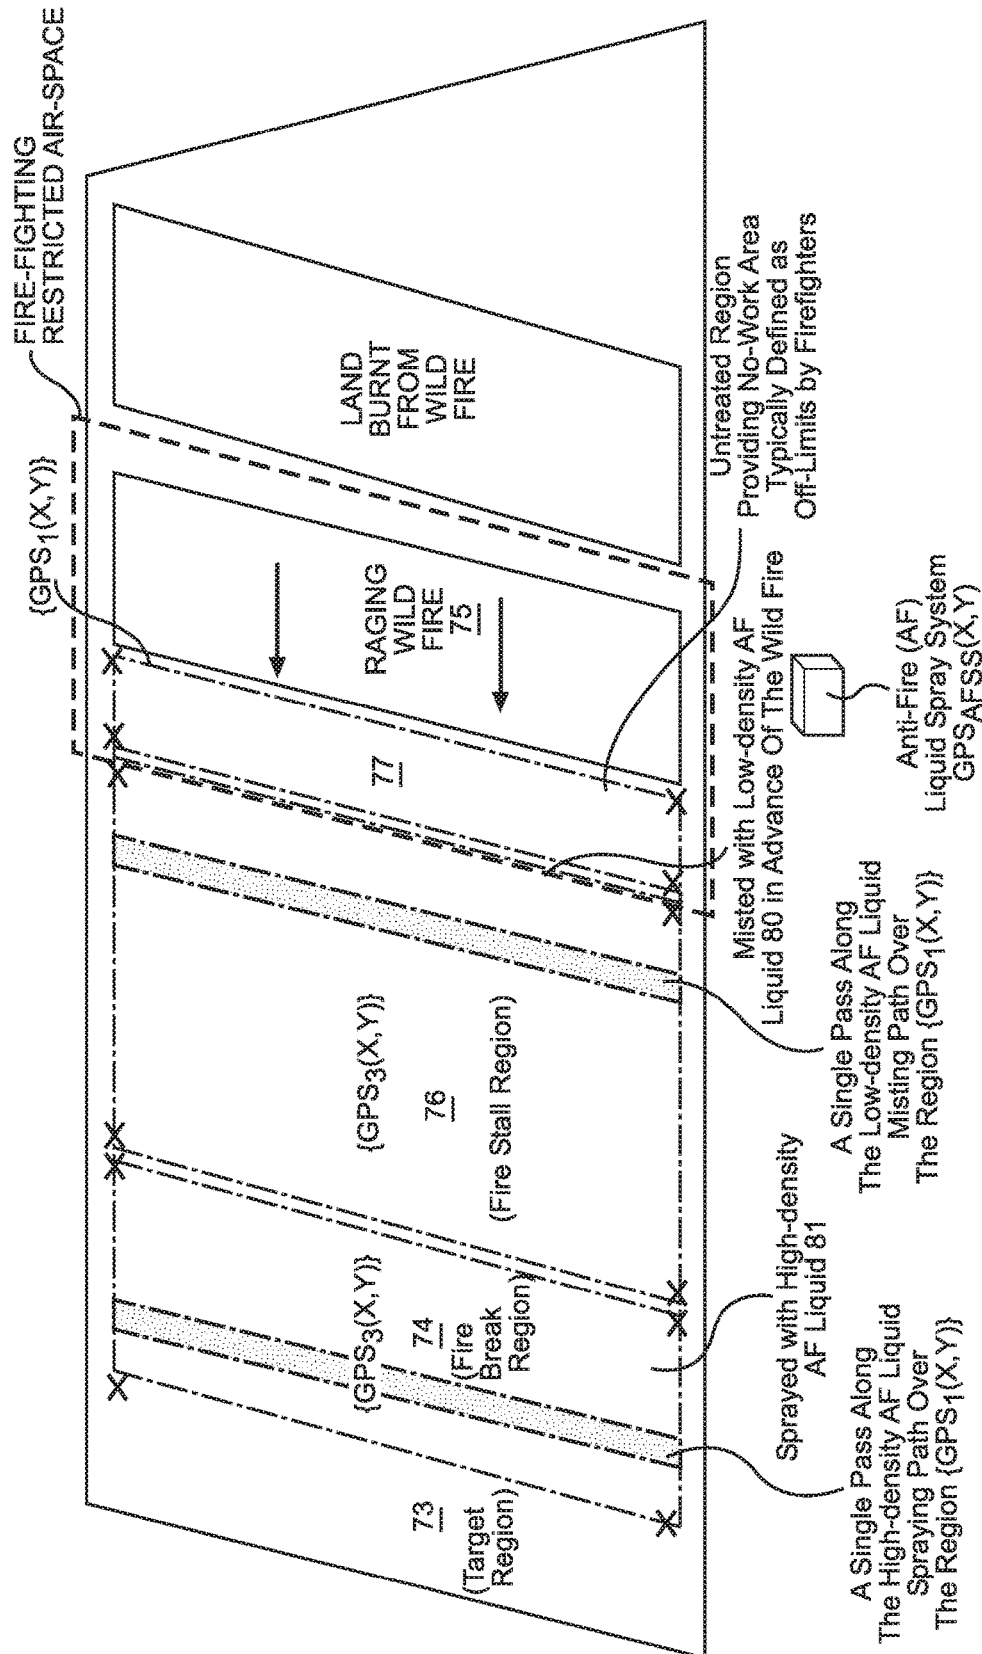 FIRE-FIGHTING
RESTRICTED AIR-SPACE
{GPS1(X,Y)}
LAND
BURNT
FROM
WILD
FIRE
RAGING
WILD
FIRE
75
77
{GPS3(X,Y)}
76
(Fire Stall Region)
{GPS3(X,Y)}
74
(Fire
Break
Region)
73
(Target
Region)
Untreated Region
Providing No-Work Area
Typically Defined as
Off-Limits by Firefighters
Misted with Low-density AF
Liquid 80 in Advance Of The Wild Fire
Anti-Fire (AF)
Liquid Spray System
GPSAFSS(X,Y)
A Single Pass Along
The Low-density AF Liquid
Misting Path Over
The Region {GPS1(X,Y)}
Sprayed with High-density
AF Liquid 81
A Single Pass Along
The High-density AF Liquid
Spraying Path Over
The Region {GPS1(X,Y)}